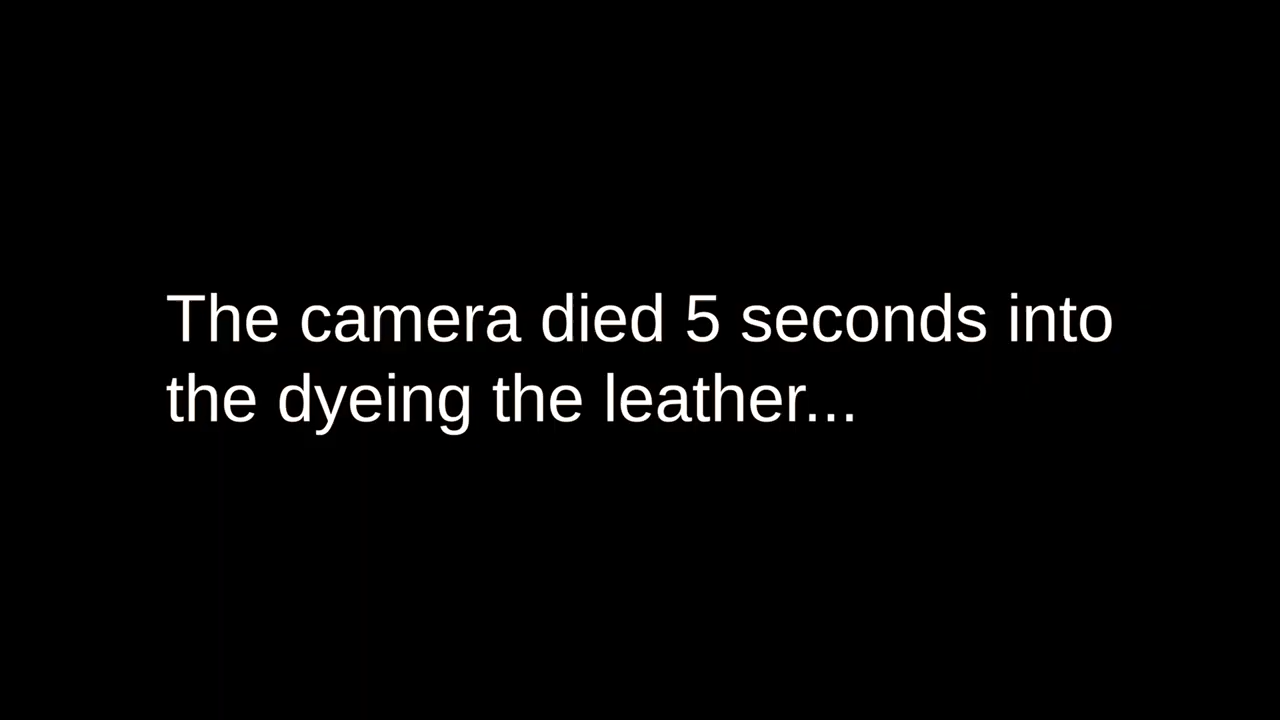 The camera died 5 seconds into
the dyeing the leather...